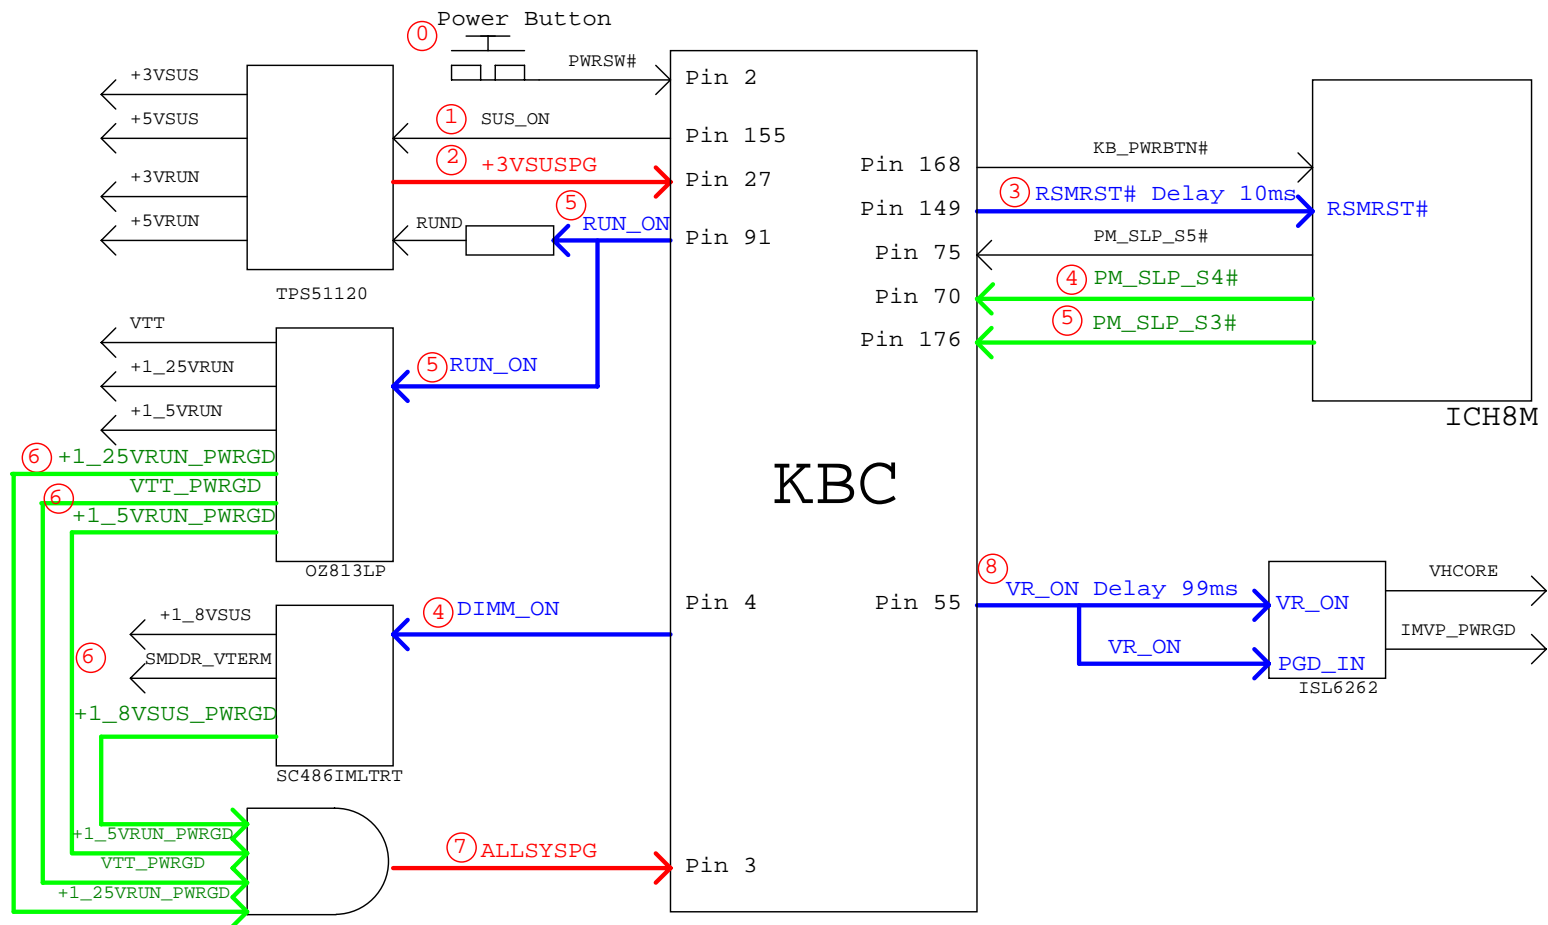 Power Button
0
PWRSW#
Pin 2
+3VSUS
+5VSUS
+3VRUN
+5VRUN
TPS51120
1
SUS_ON
Pin 155
2
+3VSUSPG
Pin 27
5
RUND
RUN_ON
Pin 91
Pin 168
KB_PWRBTN#
Pin 149
3
RSMRST# Delay 10ms
RSMRST#
Pin 75
PM_SLP_S5#
Pin 70
4
PM_SLP_S4#
Pin 176
5
PM_SLP_S3#
ICH8M
VTT
+1_25VRUN
+1_5VRUN
5
RUN_ON
6
+1_25VRUN_PWRGD
VTT_PWRGD
6
+1_5VRUN_PWRGD
OZ813LP
KBC
+1_8VSUS
SMDDR_VTERM
6
+1_8VSUS_PWRGD
SC486IMLTRT
4
DIMM_ON
Pin 4
Pin 55
8
VR_ON Delay 99ms
VR_ON
VR_ON
PGD_IN
ISL6262
VHCORE
IMVP_PWRGD
+1_5VRUN_PWRGD
VTT_PWRGD
+1_25VRUN_PWRGD
7
ALLSYSPG
Pin 3